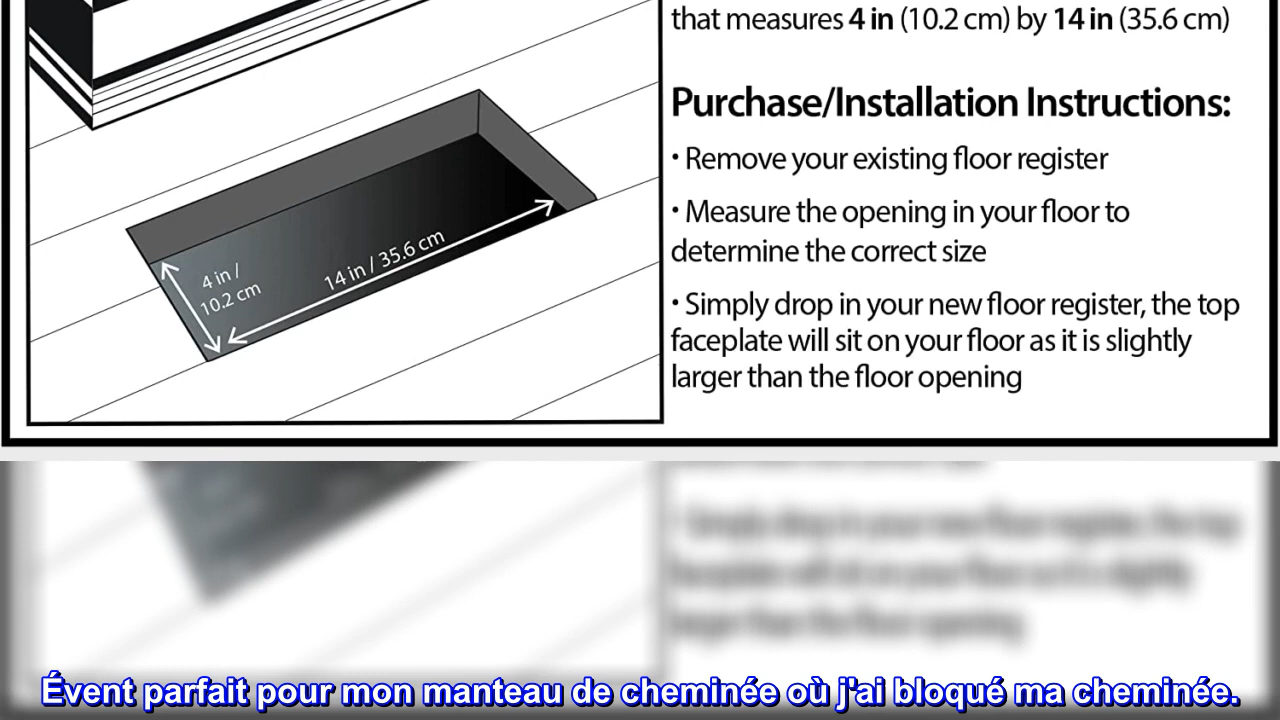 that measures 4 in (10.2 cm) by 14 in (35.6 cm)
Purchase/Installation Instructions:
· Remove your existing floor register
· Measure the opening in your floor to
determine the correct size
· Simply drop in your new floor register, the top
faceplate will sit on your floor as it is slightly
larger than the floor opening
4 in /
10.2 cm
14 in / 35.6 cm
Évent parfait pour mon manteau de cheminée où j'ai bloqué ma cheminée.